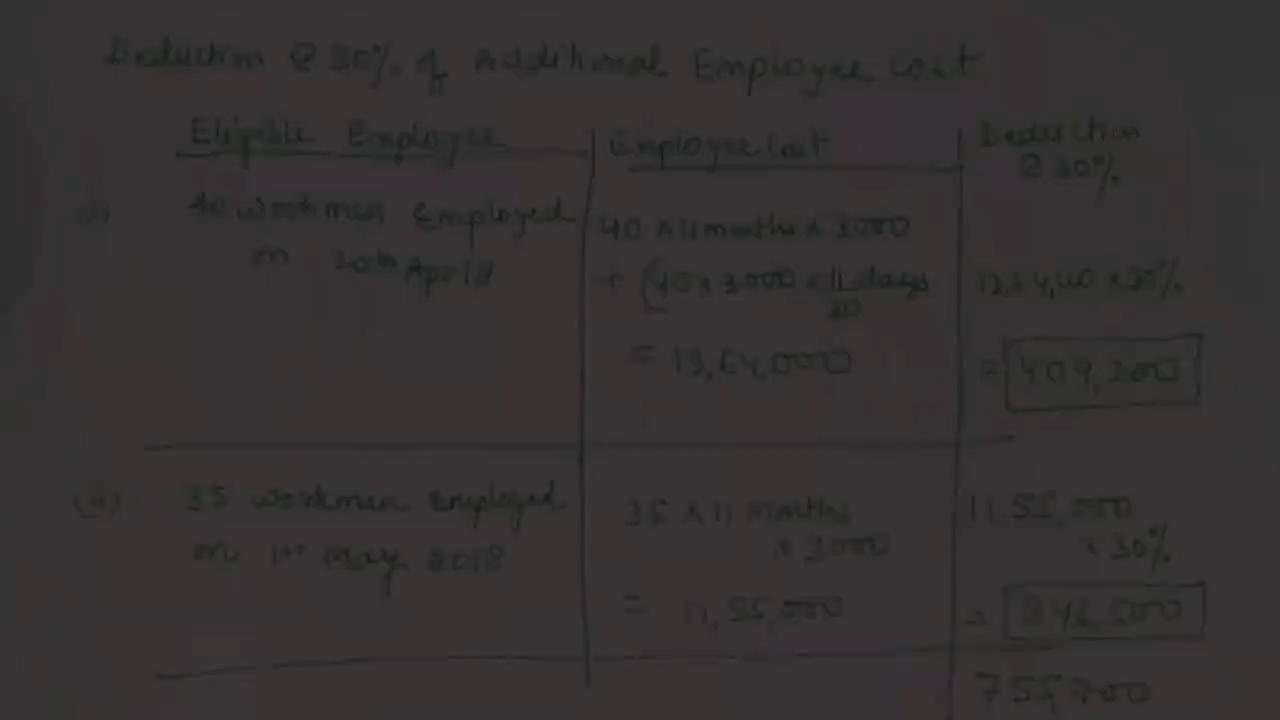 Deduction @ 30% of Additional Employee Cost
Eligible Employee
Employee Cost
Deduction
@ 30%
(i)
40 workmen Employed
on 20th Apr 18
40 x 11 months x 3000
+ (40 x 3000 x 11 days
30
= 13,64,000
x 30%
= 409,200
(ii)
35 workmen employed
on 1st May 2018
35 x 11 months
x 3000
= 11,55,000
11,55,000
x 30%
= 346,500
755,700